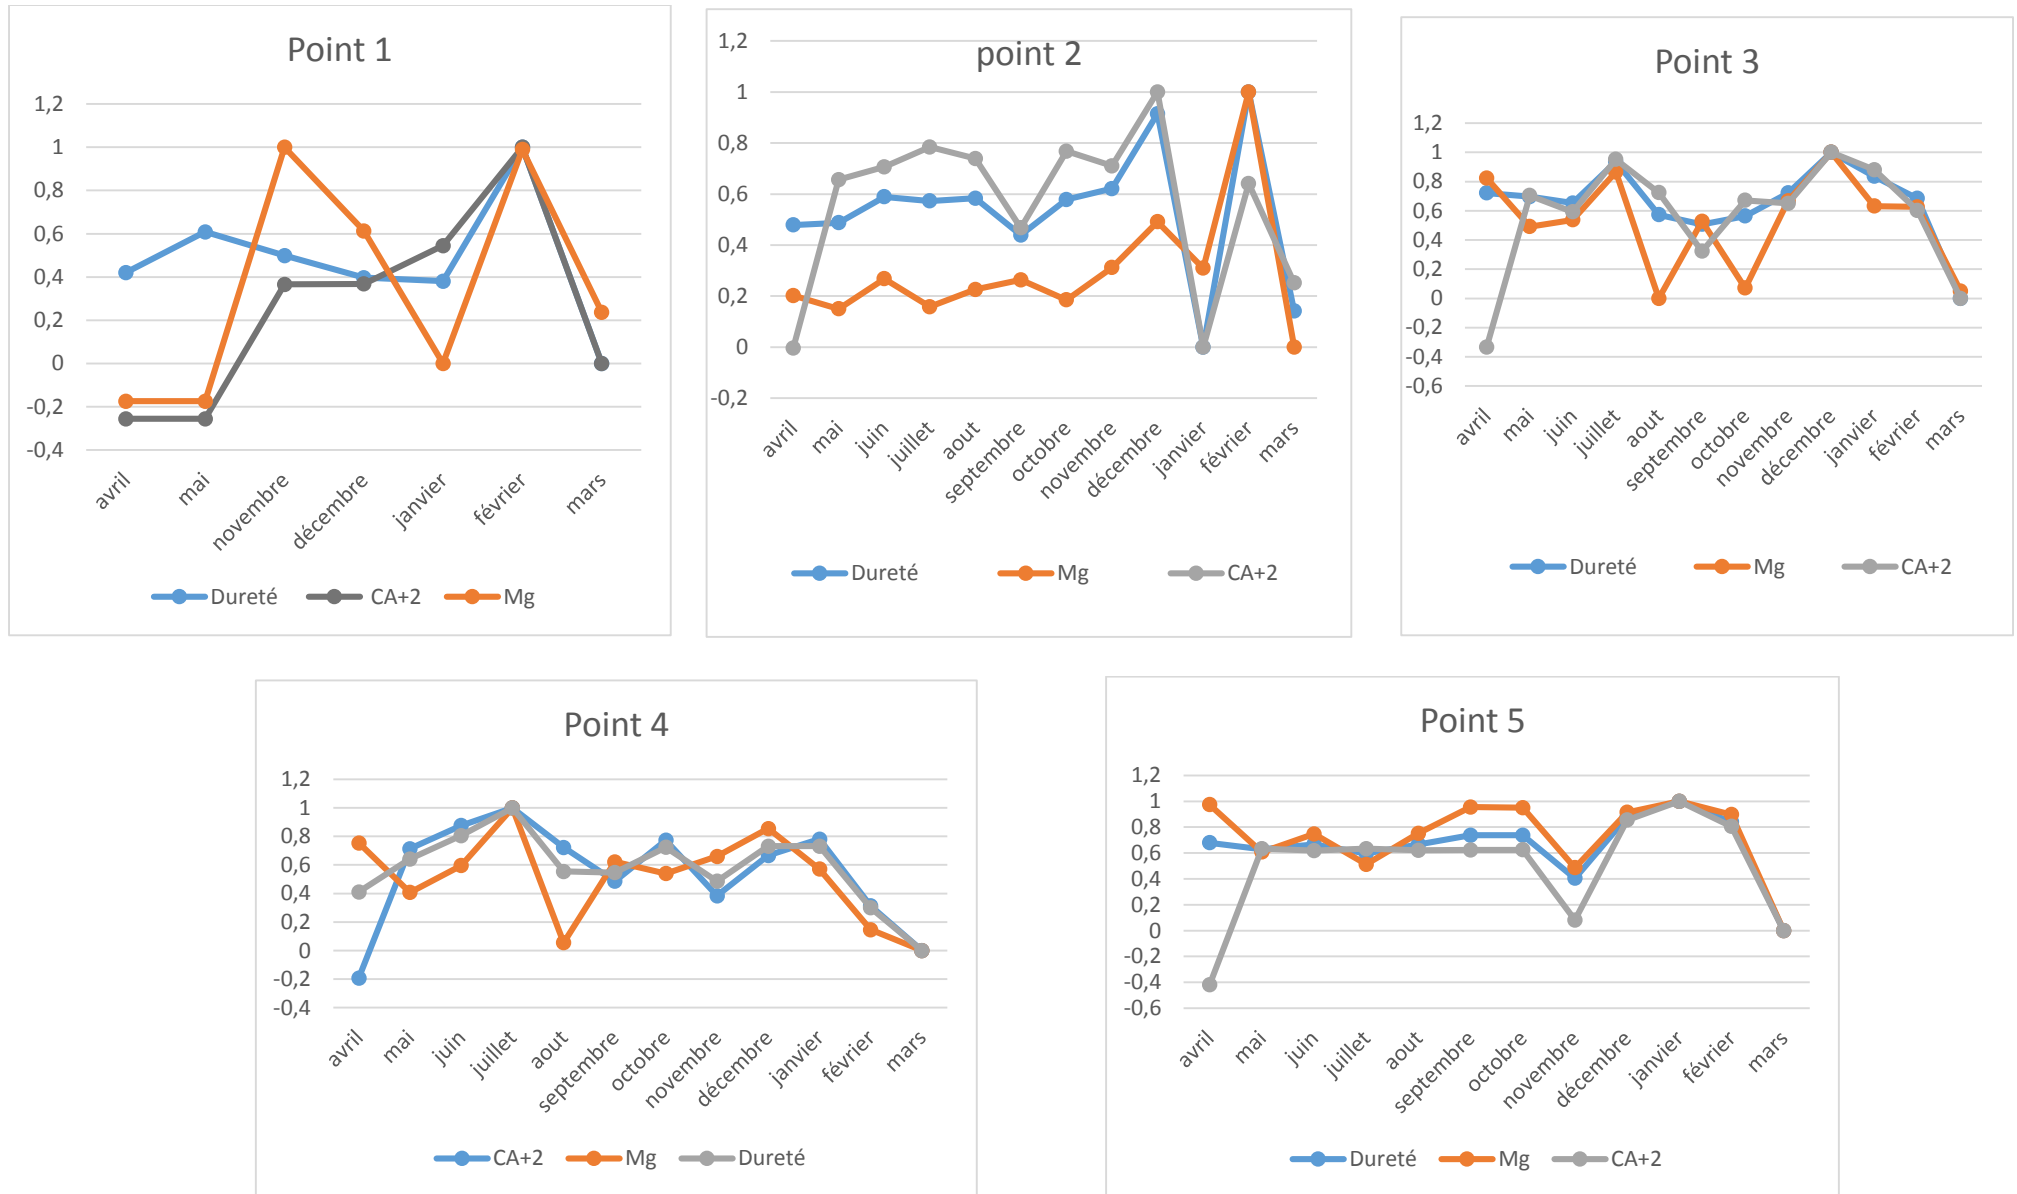 Point 1
1,2
1
0,8
0,6
0,4
0,2
0
-0,2
-0,4
avril
mai
novembre
décembre
janvier
février
mars
Dureté CA+2 Mg
point 2
1,2
1
0,8
0,6
0,4
0,2
0
-0,2
avril
mai
juin
juillet
aout
septembre
octobre
novembre
décembre
janvier
février
mars
Dureté Mg CA+2
Point 3
1,2
1
0,8
0,6
0,4
0,2
0
-0,2
-0,4
-0,6
avril
mai
juin
juillet
aout
septembre
octobre
novembre
décembre
janvier
février
mars
Dureté Mg CA+2
Point 4
1,2
1
0,8
0,6
0,4
0,2
0
-0,2
-0,4
avril
mai
juin
juillet
aout
septembre
octobre
novembre
décembre
janvier
février
mars
CA+2 Mg Dureté
Point 5
1,2
1
0,8
0,6
0,4
0,2
0
-0,2
-0,4
-0,6
avril
mai
juin
juillet
aout
septembre
octobre
novembre
décembre
janvier
février
mars
Dureté Mg CA+2